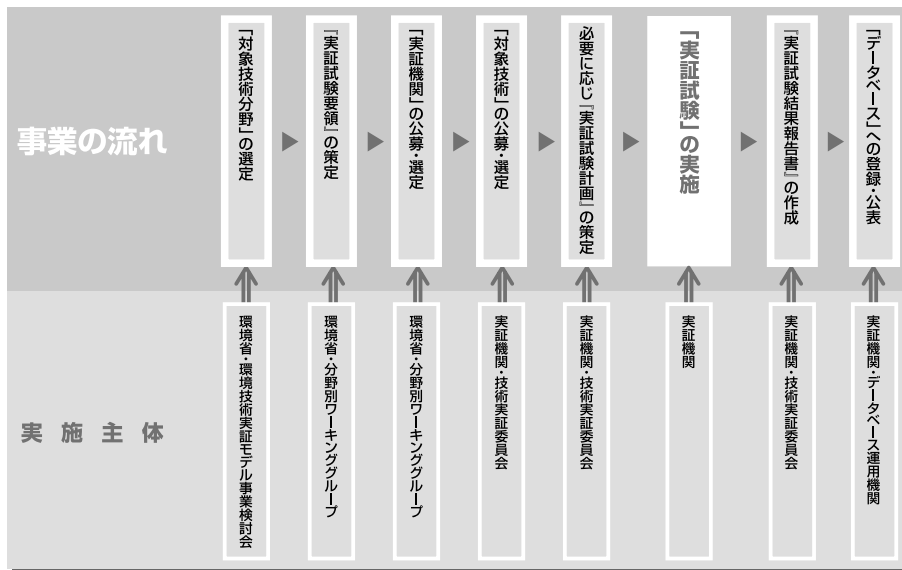 事業の流れ
「対象技術分野」の選定
『実証試験要領』の策定
「実証機関」の公募・選定
「対象技術」の公募・選定
必要に応じ『実証試験計画』の策定
「実証試験」の実施
『実証試験結果報告書』の作成
「データベース」への登録・公表
実施主体
環境省・環境技術実証モデル事業検討会
環境省・分野別ワーキンググループ
環境省・分野別ワーキンググループ
実証機関・技術実証委員会
実証機関・技術実証委員会
実証機関
実証機関・技術実証委員会
実証機関・データベース運用機関